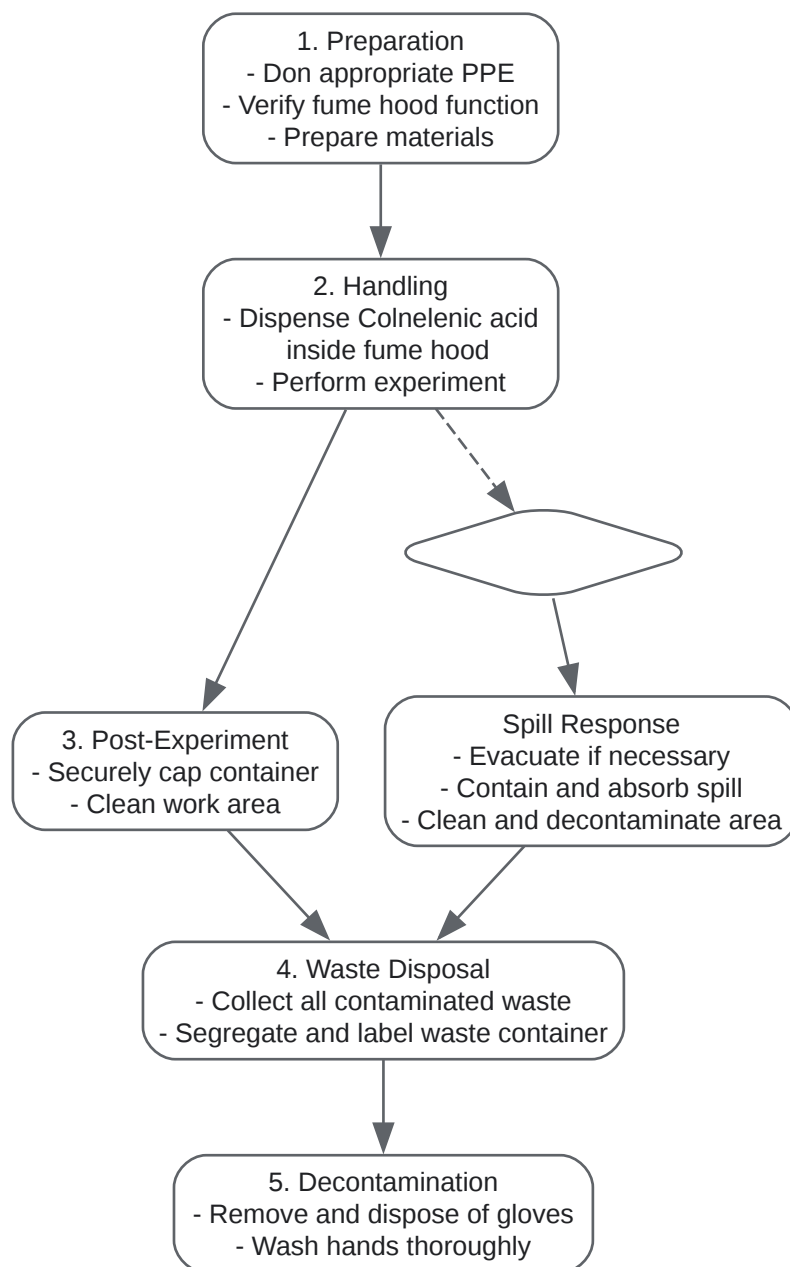 1. Preparation
- Don appropriate PPE
- Verify fume hood function
- Prepare materials
2. Handling
- Dispense Colnelenic acid
inside fume hood
- Perform experiment
3. Post-Experiment
- Securely cap container
- Clean work area
Spill Response
- Evacuate if necessary
- Contain and absorb spill
- Clean and decontaminate area
4. Waste Disposal
- Collect all contaminated waste
- Segregate and label waste container
5. Decontamination
- Remove and dispose of gloves
- Wash hands thoroughly